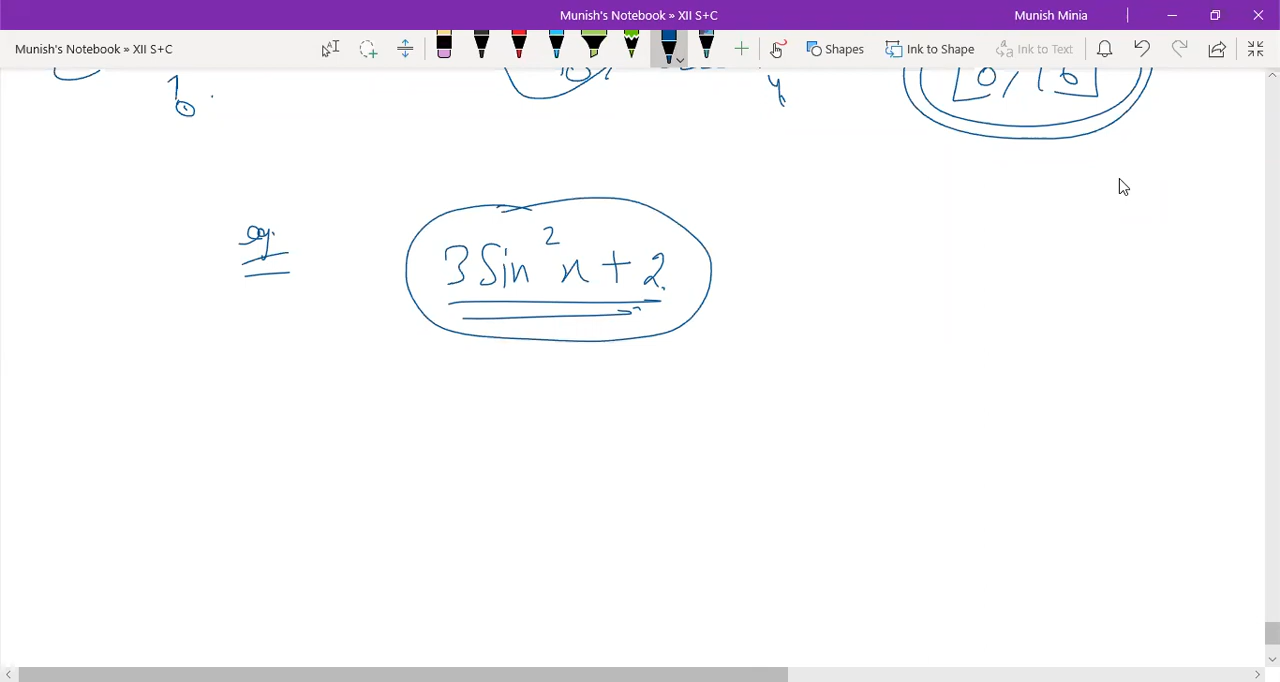 Munish's Notebook » XII S+C
Munish Minia
Munish's Notebook » XII S+C
Shapes
Ink to Shape
Ink to Text
eg.
3 Sin² x + 2